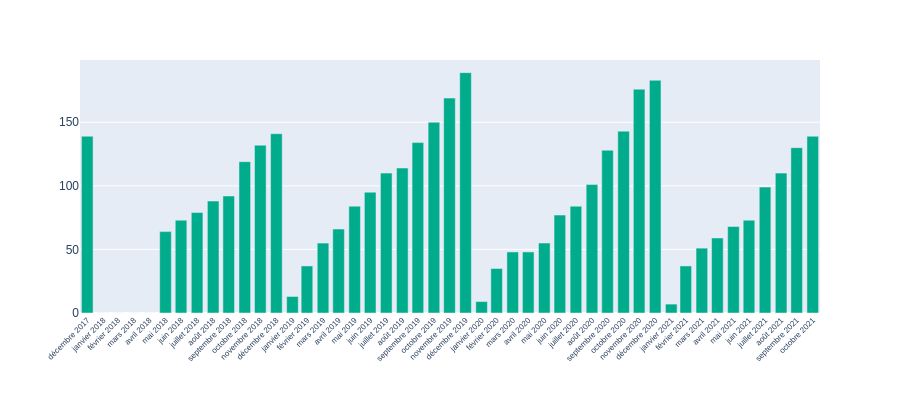 150
100
50
0
décembre 2017
janvier 2018
février 2018
mars 2018
avril 2018
mai 2018
juin 2018
juillet 2018
août 2018
septembre 2018
octobre 2018
novembre 2018
décembre 2018
janvier 2019
février 2019
mars 2019
avril 2019
mai 2019
juin 2019
juillet 2019
août 2019
septembre 2019
octobre 2019
novembre 2019
décembre 2019
janvier 2020
février 2020
mars 2020
avril 2020
mai 2020
juin 2020
juillet 2020
août 2020
septembre 2020
octobre 2020
novembre 2020
décembre 2020
janvier 2021
février 2021
mars 2021
avril 2021
mai 2021
juin 2021
juillet 2021
août 2021
septembre 2021
octobre 2021